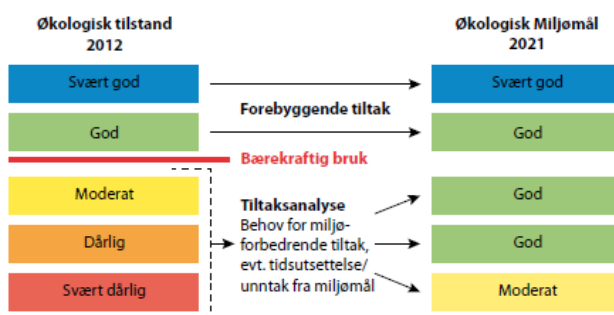 Økologisk tilstand
2012
Økologisk Miljømål
2021
Svært god
Svært god
Forebyggende tiltak
God
God
Bærekraftig bruk
Moderat
Dårlig
Svært dårlig
Tiltaksanalyse
Behov for miljø-
forbedrende tiltak,
evt. tidsutsettelse/
unntak fra miljømål
God
God
Moderat